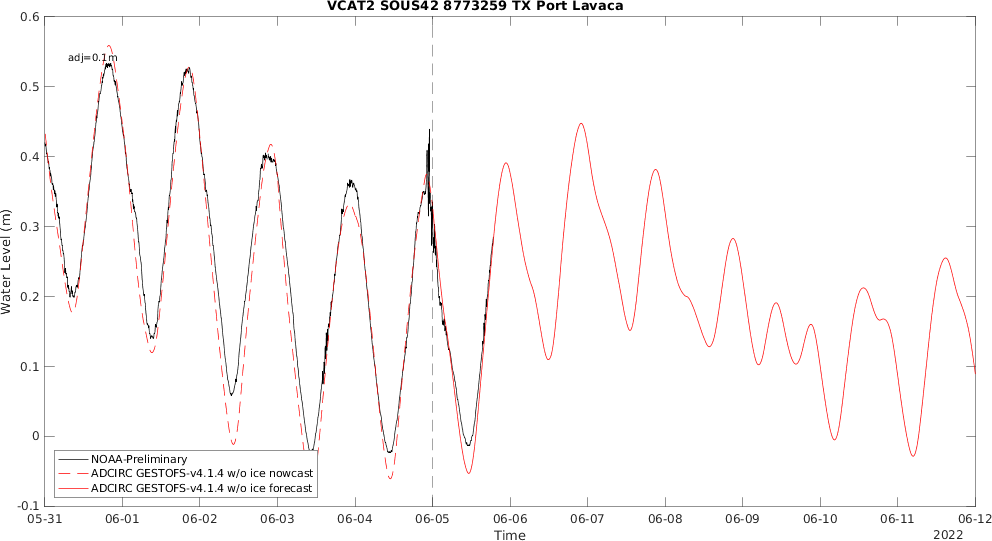 VCAT2 SOUS42 8773259 TX Port Lavaca
adj=0.1m
Water Level (m)
0.6
0.5
0.4
0.3
0.2
0.1
0
-0.1
NOAA-Preliminary
ADCIRC GESTOFS-v4.1.4 w/o ice nowcast
ADCIRC GESTOFS-v4.1.4 w/o ice forecast
05-31 06-01 06-02 06-03 06-04 06-05 06-06 06-07 06-08 06-09 06-10 06-11 06-12
Time
2022